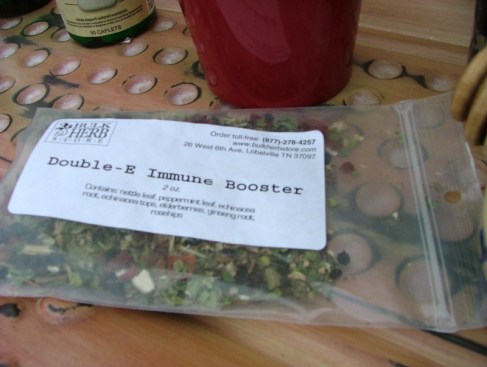 90 CAPLETS
BULK
HERB
STORE
Order toll-free: (877)-278-4257
www.bulkherbstore.com
26 West 6th Ave, Lobelville TN 37097
Double-E Immune Booster
2 oz.
Contains: nettle leaf, peppermint leaf, echinacea
root, echinacea tops, elderberries, ginseng root,
rosehips